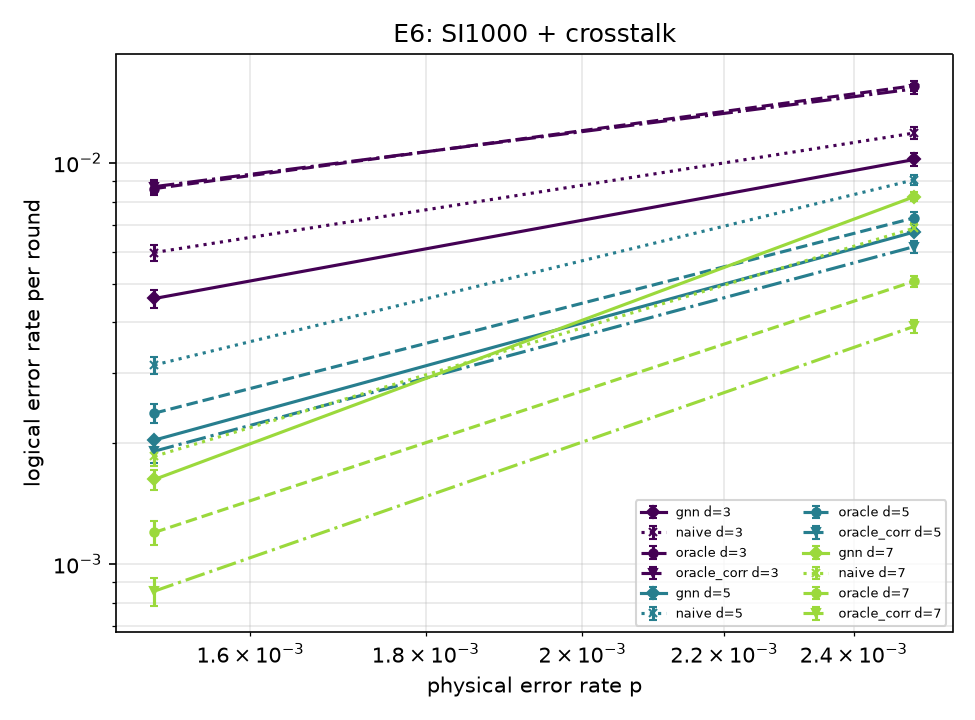 E6: SI1000 + crosstalk
logical error rate per round
10⁻²
10⁻³
1.6 × 10⁻³
1.8 × 10⁻³
2 × 10⁻³
2.2 × 10⁻³
2.4 × 10⁻³
physical error rate p
gnn d=3
naive d=3
oracle d=3
oracle_corr d=3
gnn d=5
naive d=5
oracle d=5
oracle_corr d=5
gnn d=7
naive d=7
oracle d=7
oracle_corr d=7